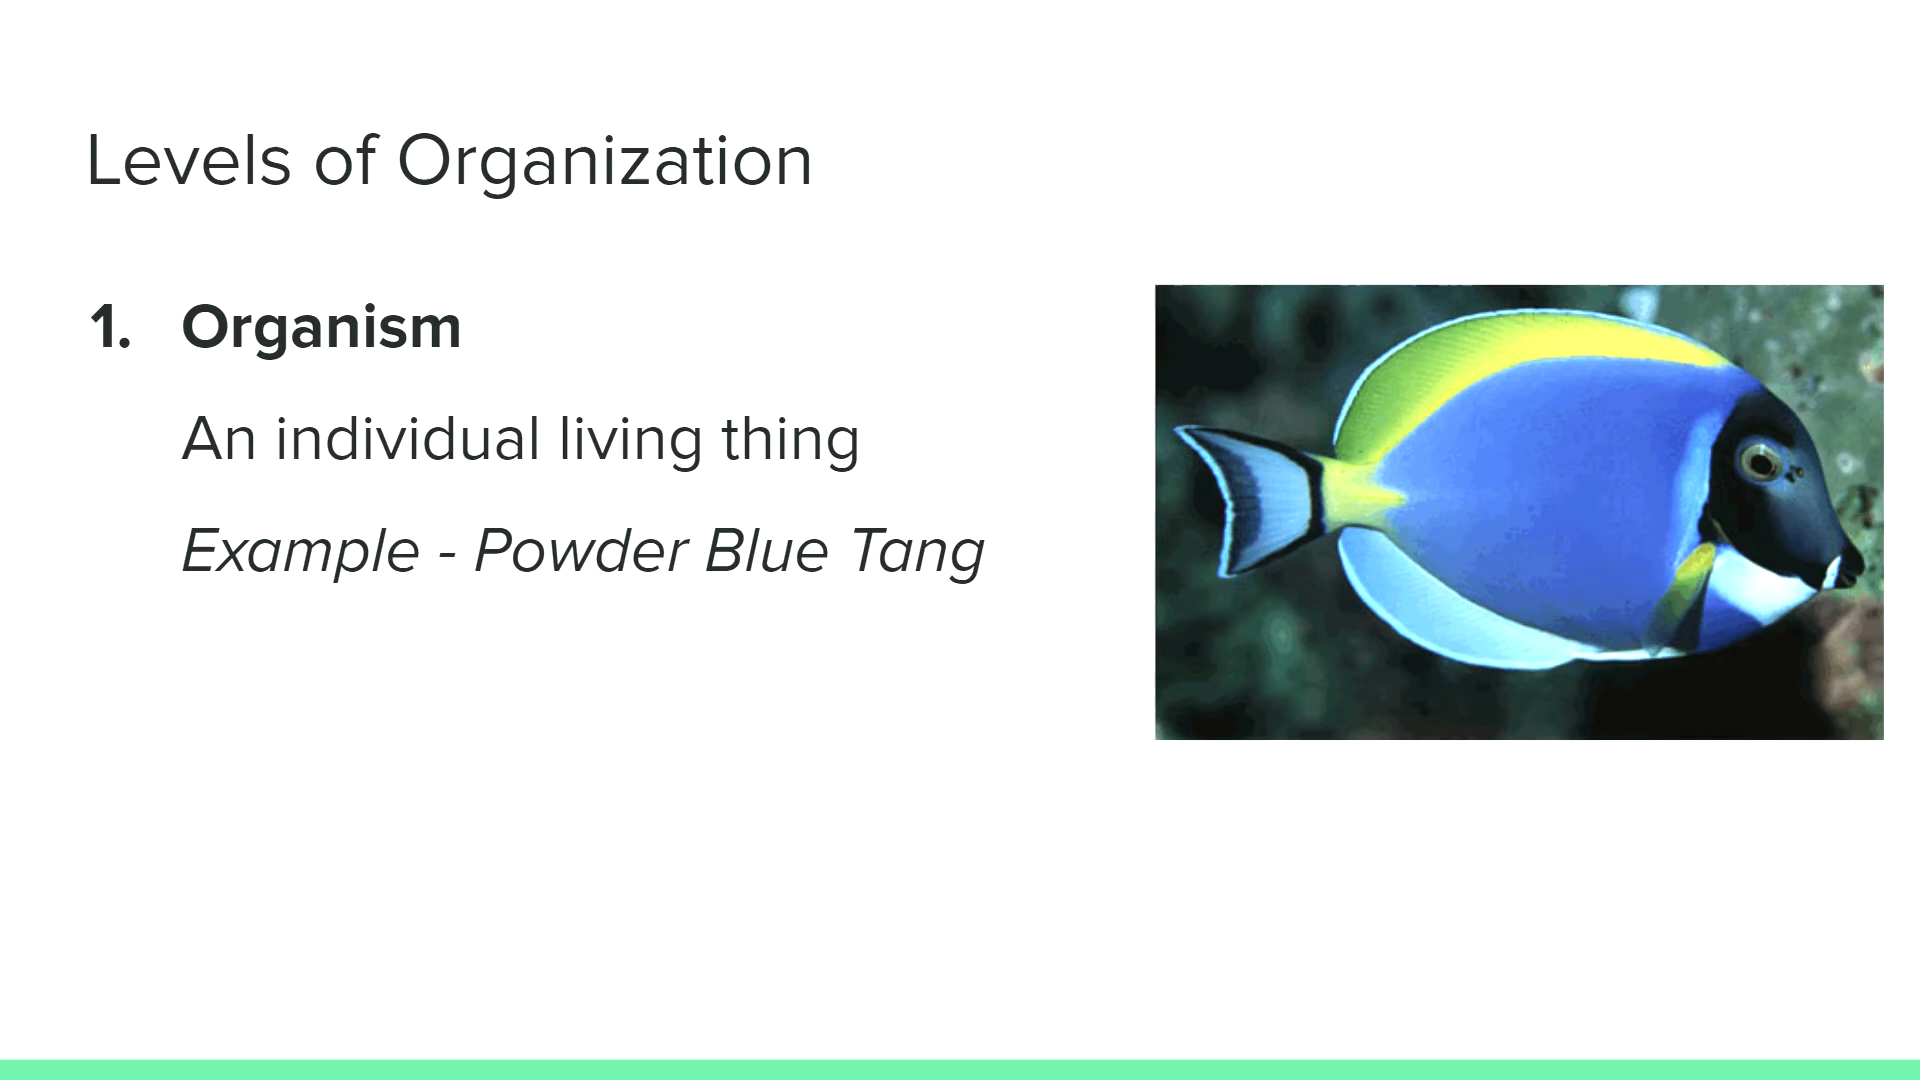 Levels of Organization
1. Organism
An individual living thing
Example - Powder Blue Tang